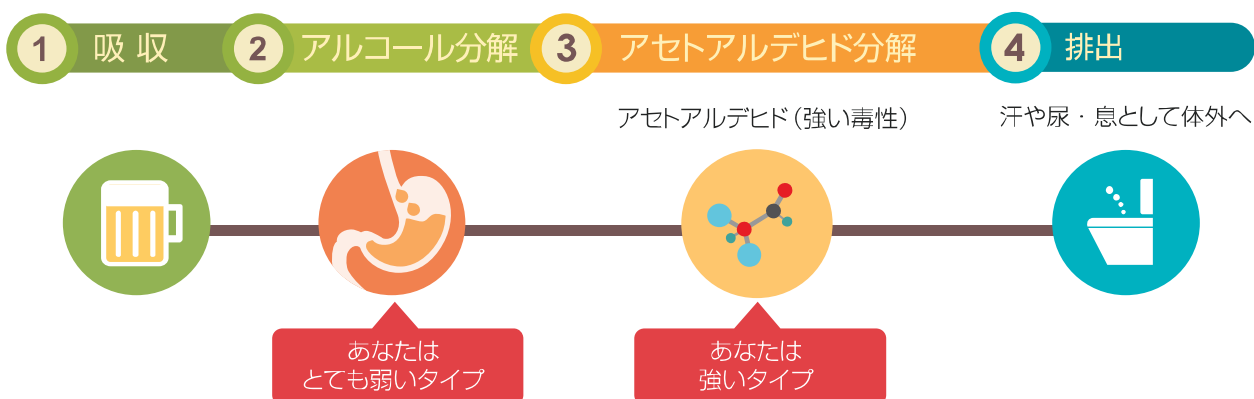 1 吸収 2 アルコール分解 3 アセトアルデヒド分解 4 排出
アセトアルデヒド(強い毒性)
汗や尿・息として体外へ
あなたは
とても弱いタイプ
あなたは
強いタイプ